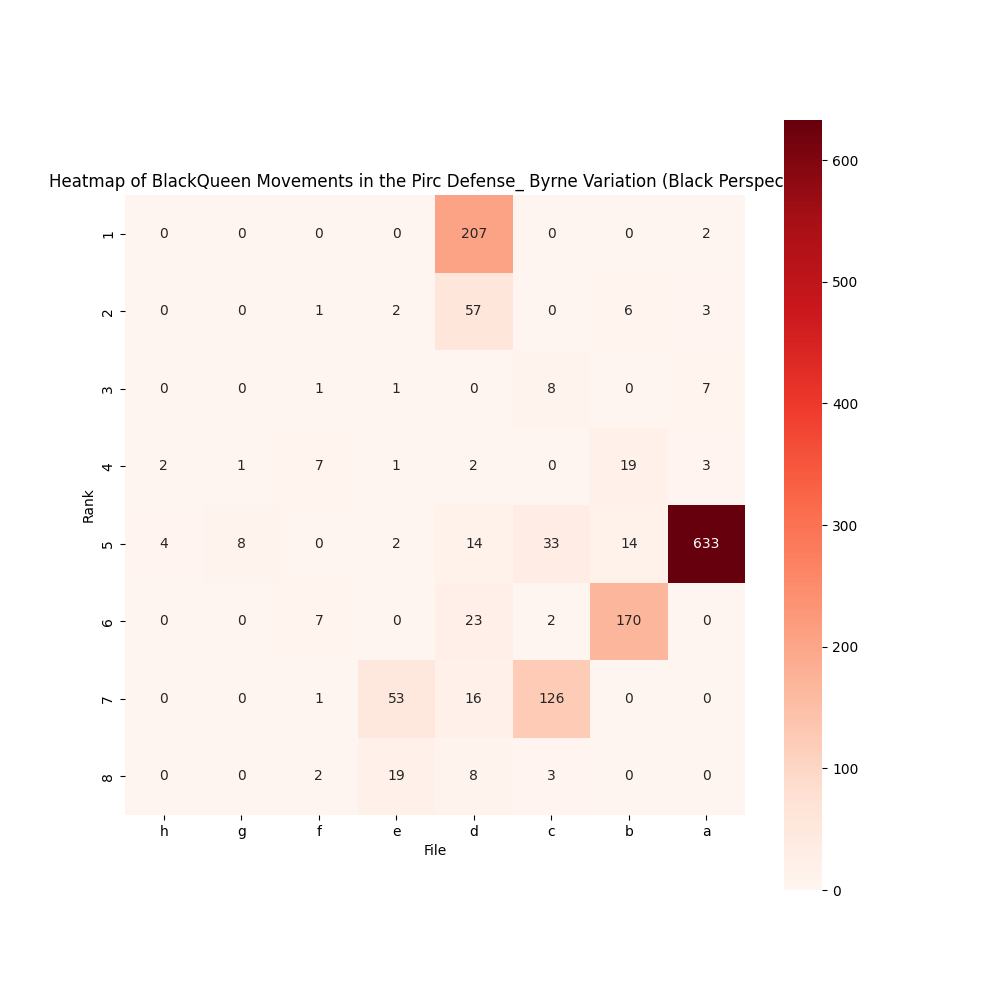 Heatmap of BlackQueen Movements in the Pirc Defense_ Byrne Variation (Black Perspec
1 0 0 0 0 207 0 0 2
2 0 0 1 2 57 0 6 3
3 0 0 1 1 0 8 0 7
4 2 1 7 1 2 0 19 3
5 4 8 0 2 14 33 14 633
6 0 0 7 0 23 2 170 0
7 0 0 1 53 16 126 0 0
8 0 0 2 19 8 3 0 0
h g f e d c b a
File
Rank
600
500
400
300
200
100
0